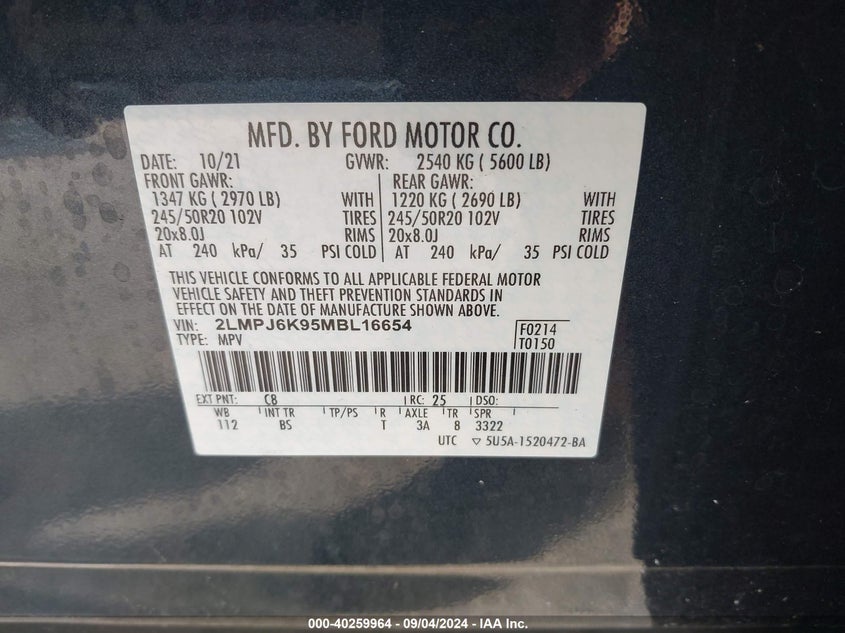 MFD. BY FORD MOTOR CO.
DATE: 10/21 GVWR: 2540 KG ( 5600 LB)
FRONT GAWR: REAR GAWR:
1347 KG ( 2970 LB) WITH 1220 KG ( 2690 LB) WITH
245/50R20 102V TIRES 245/50R20 102V TIRES
20x8.0J RIMS 20x8.0J RIMS
AT 240 kPa/ 35 PSI COLD AT 240 kPa/ 35 PSI COLD
THIS VEHICLE CONFORMS TO ALL APPLICABLE FEDERAL MOTOR
VEHICLE SAFETY AND THEFT PREVENTION STANDARDS IN
EFFECT ON THE DATE OF MANUFACTURE SHOWN ABOVE.
VIN: 2LMPJ6K95MBL16654 F0214
TYPE: MPV T0150
EXT PNT: CB RC: 25 DSO:
WB INT TR TP/PS R AXLE TR SPR
112 BS T 3A 8 3322
UTC ▽ 5U5A-1520472-BA
000-40259964 - 09/04/2024 - IAA Inc.